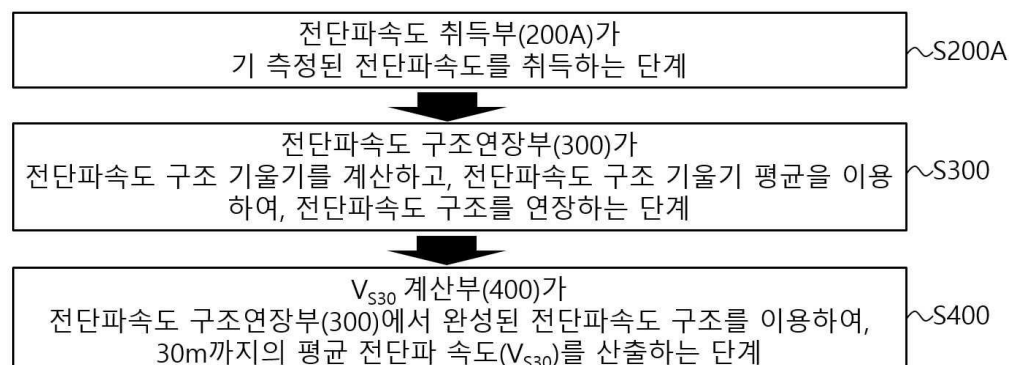 전단파속도 취득부(200A)가
기 측정된 전단파속도를 취득하는 단계
S200A
전단파속도 구조연장부(300)가
전단파속도 구조 기울기를 계산하고, 전단파속도 구조 기울기 평균을 이용
하여, 전단파속도 구조를 연장하는 단계
S300
VS30 계산부(400)가
전단파속도 구조연장부(300)에서 완성된 전단파속도 구조를 이용하여,
30m까지의 평균 전단파 속도(VS30)를 산출하는 단계
S400